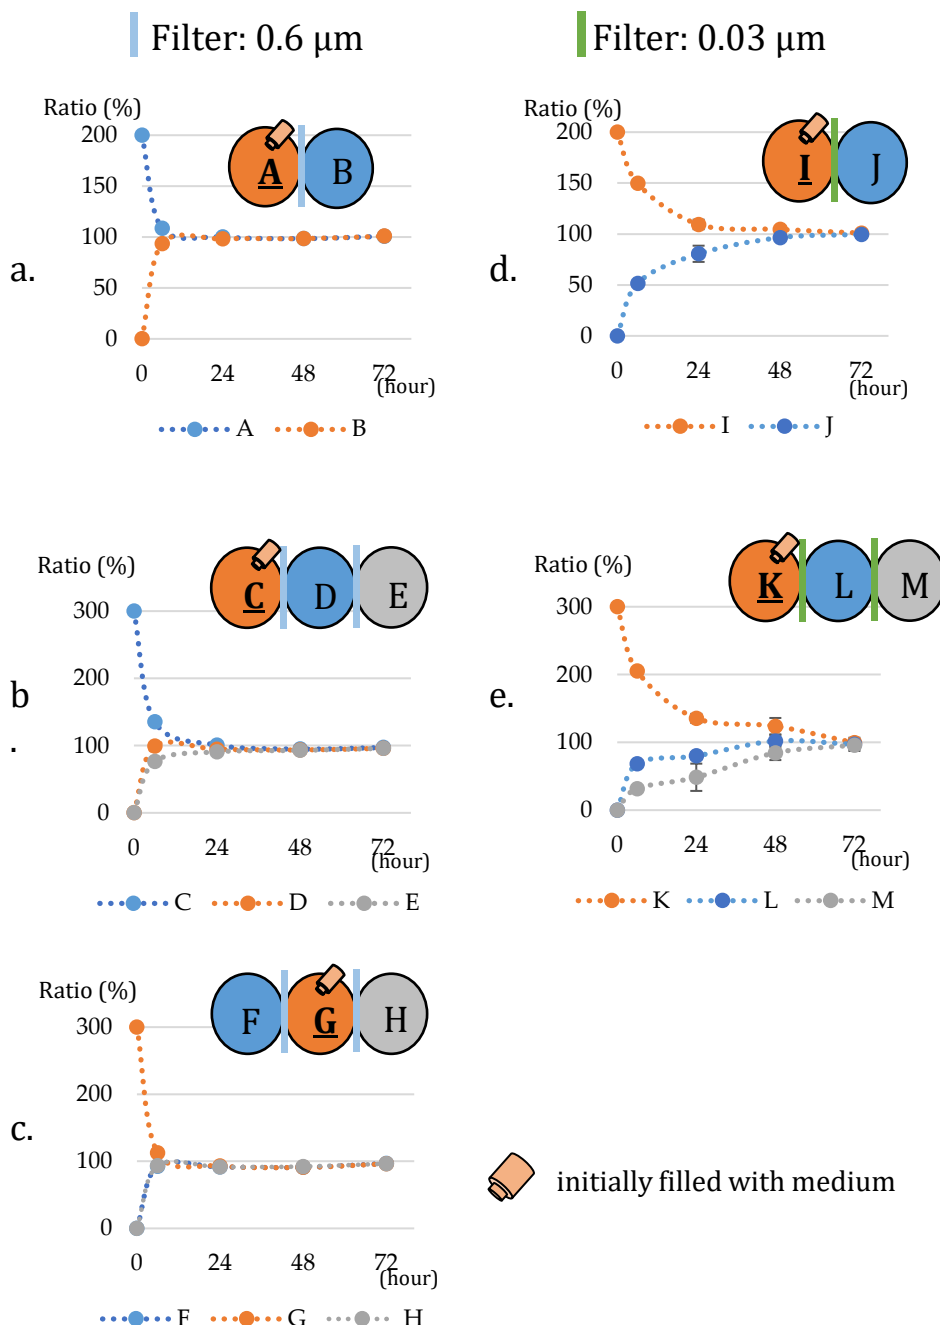 Filter: 0.6 μm
Filter: 0.03 μm
a.
Ratio (%)
200
150
100
50
0
0 24 48 72
(hour)
A B
A B
d.
Ratio (%)
200
150
100
50
0
0 24 48 72
(hour)
I J
I J
b
.
Ratio (%)
300
200
100
0
0 24 48 72
(hour)
C D E
C D E
e.
Ratio (%)
300
200
100
0
0 24 48 72
(hour)
K L M
K L M
c.
Ratio (%)
300
200
100
0
0 24 48 72
(hour)
F G H
F G H
initially filled with medium